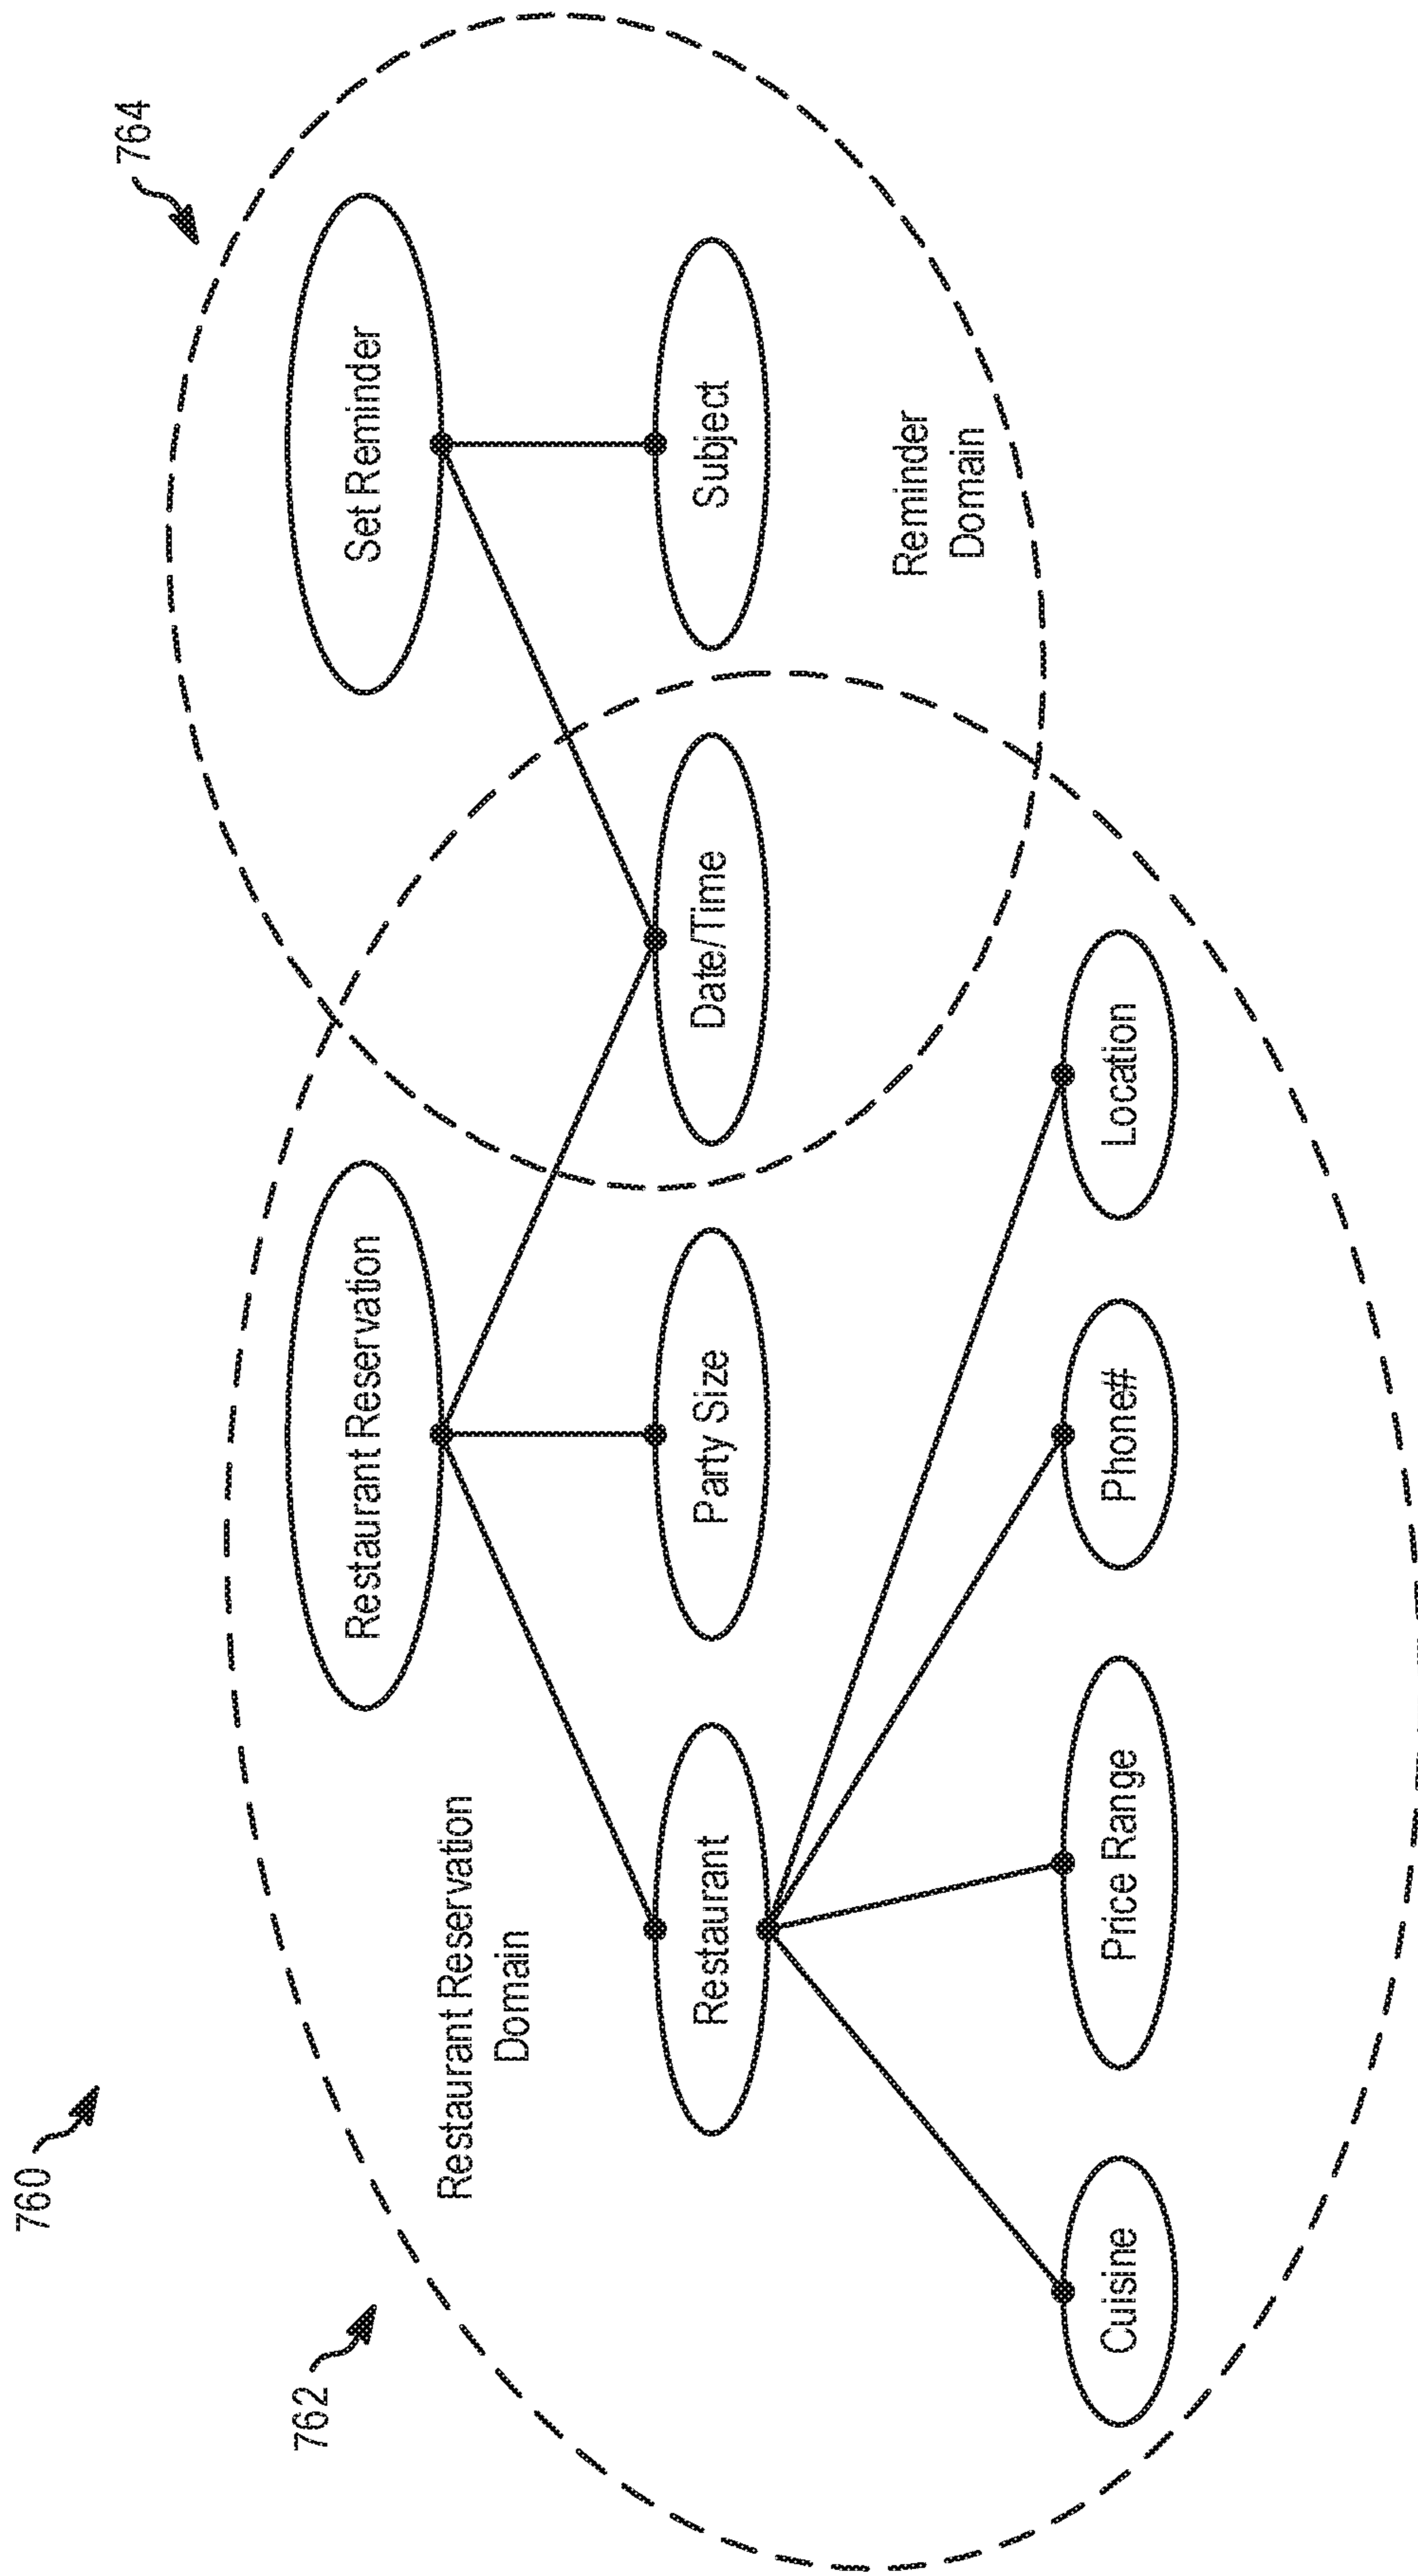 760
762
764
Restaurant Reservation
Set Reminder
Restaurant Reservation
Domain
Restaurant
Party Size
Date/Time
Subject
Reminder
Domain
Cuisine
Price Range
Phone#
Location